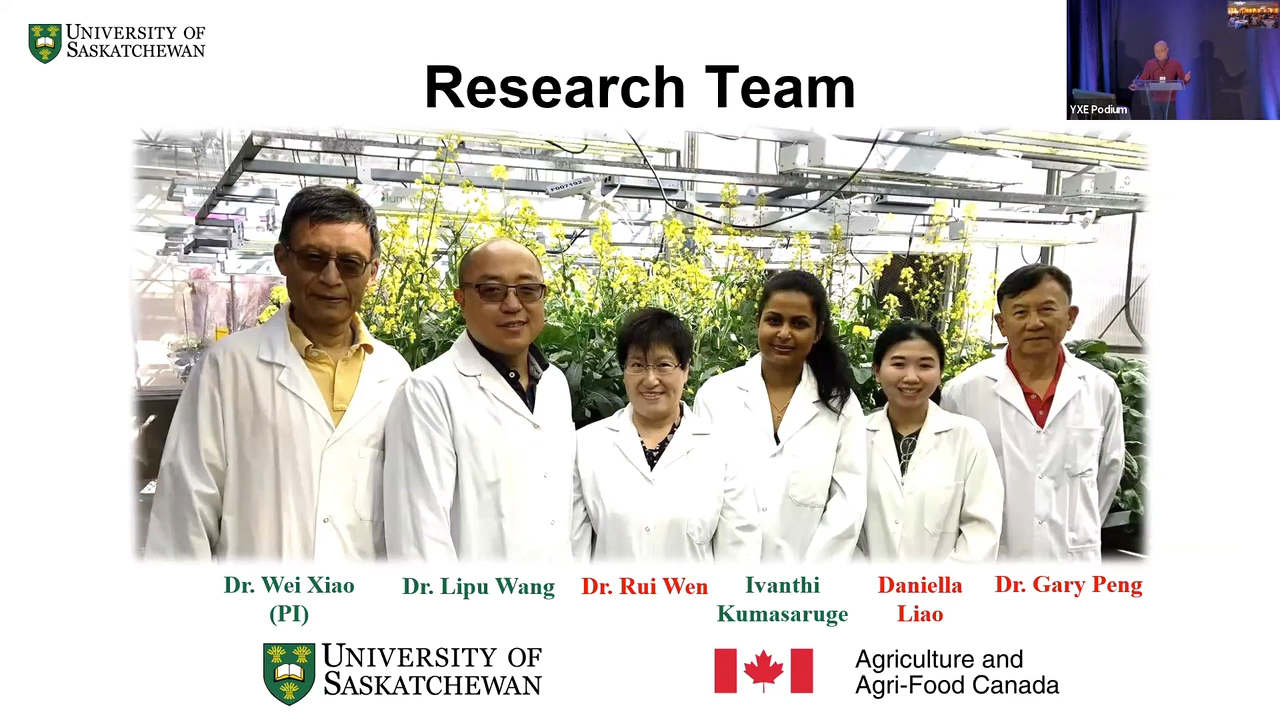 UNIVERSITY OF
SASKATCHEWAN
Research Team
YXE Podium
F007192
Dr. Wei Xiao
(PI)
Dr. Lipu Wang
Dr. Rui Wen
Ivanthi
Kumasaruge
Daniella
Liao
Dr. Gary Peng
UNIVERSITY OF
SASKATCHEWAN
Agriculture and
Agri-Food Canada